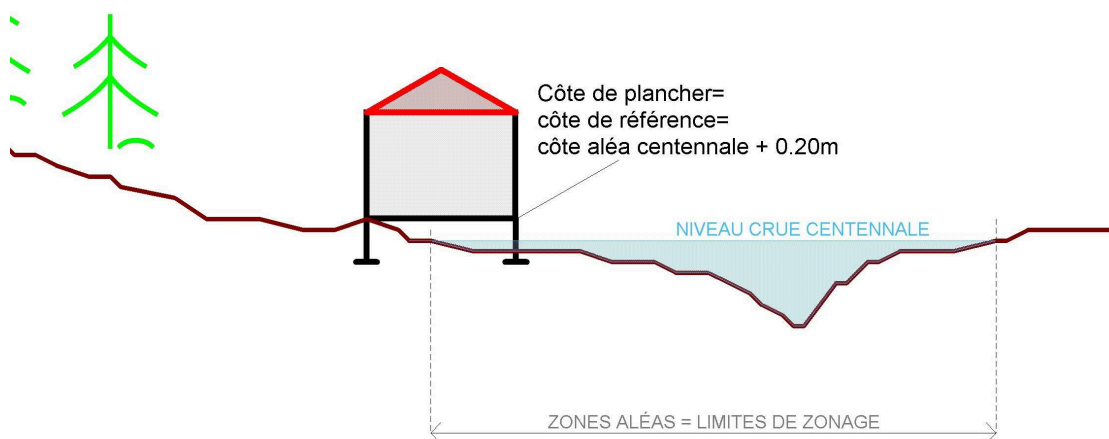 Côte de plancher=
côte de référence=
côte aléa centennale + 0.20m
NIVEAU CRUE CENTENNALE
ZONES ALÉAS = LIMITES DE ZONAGE